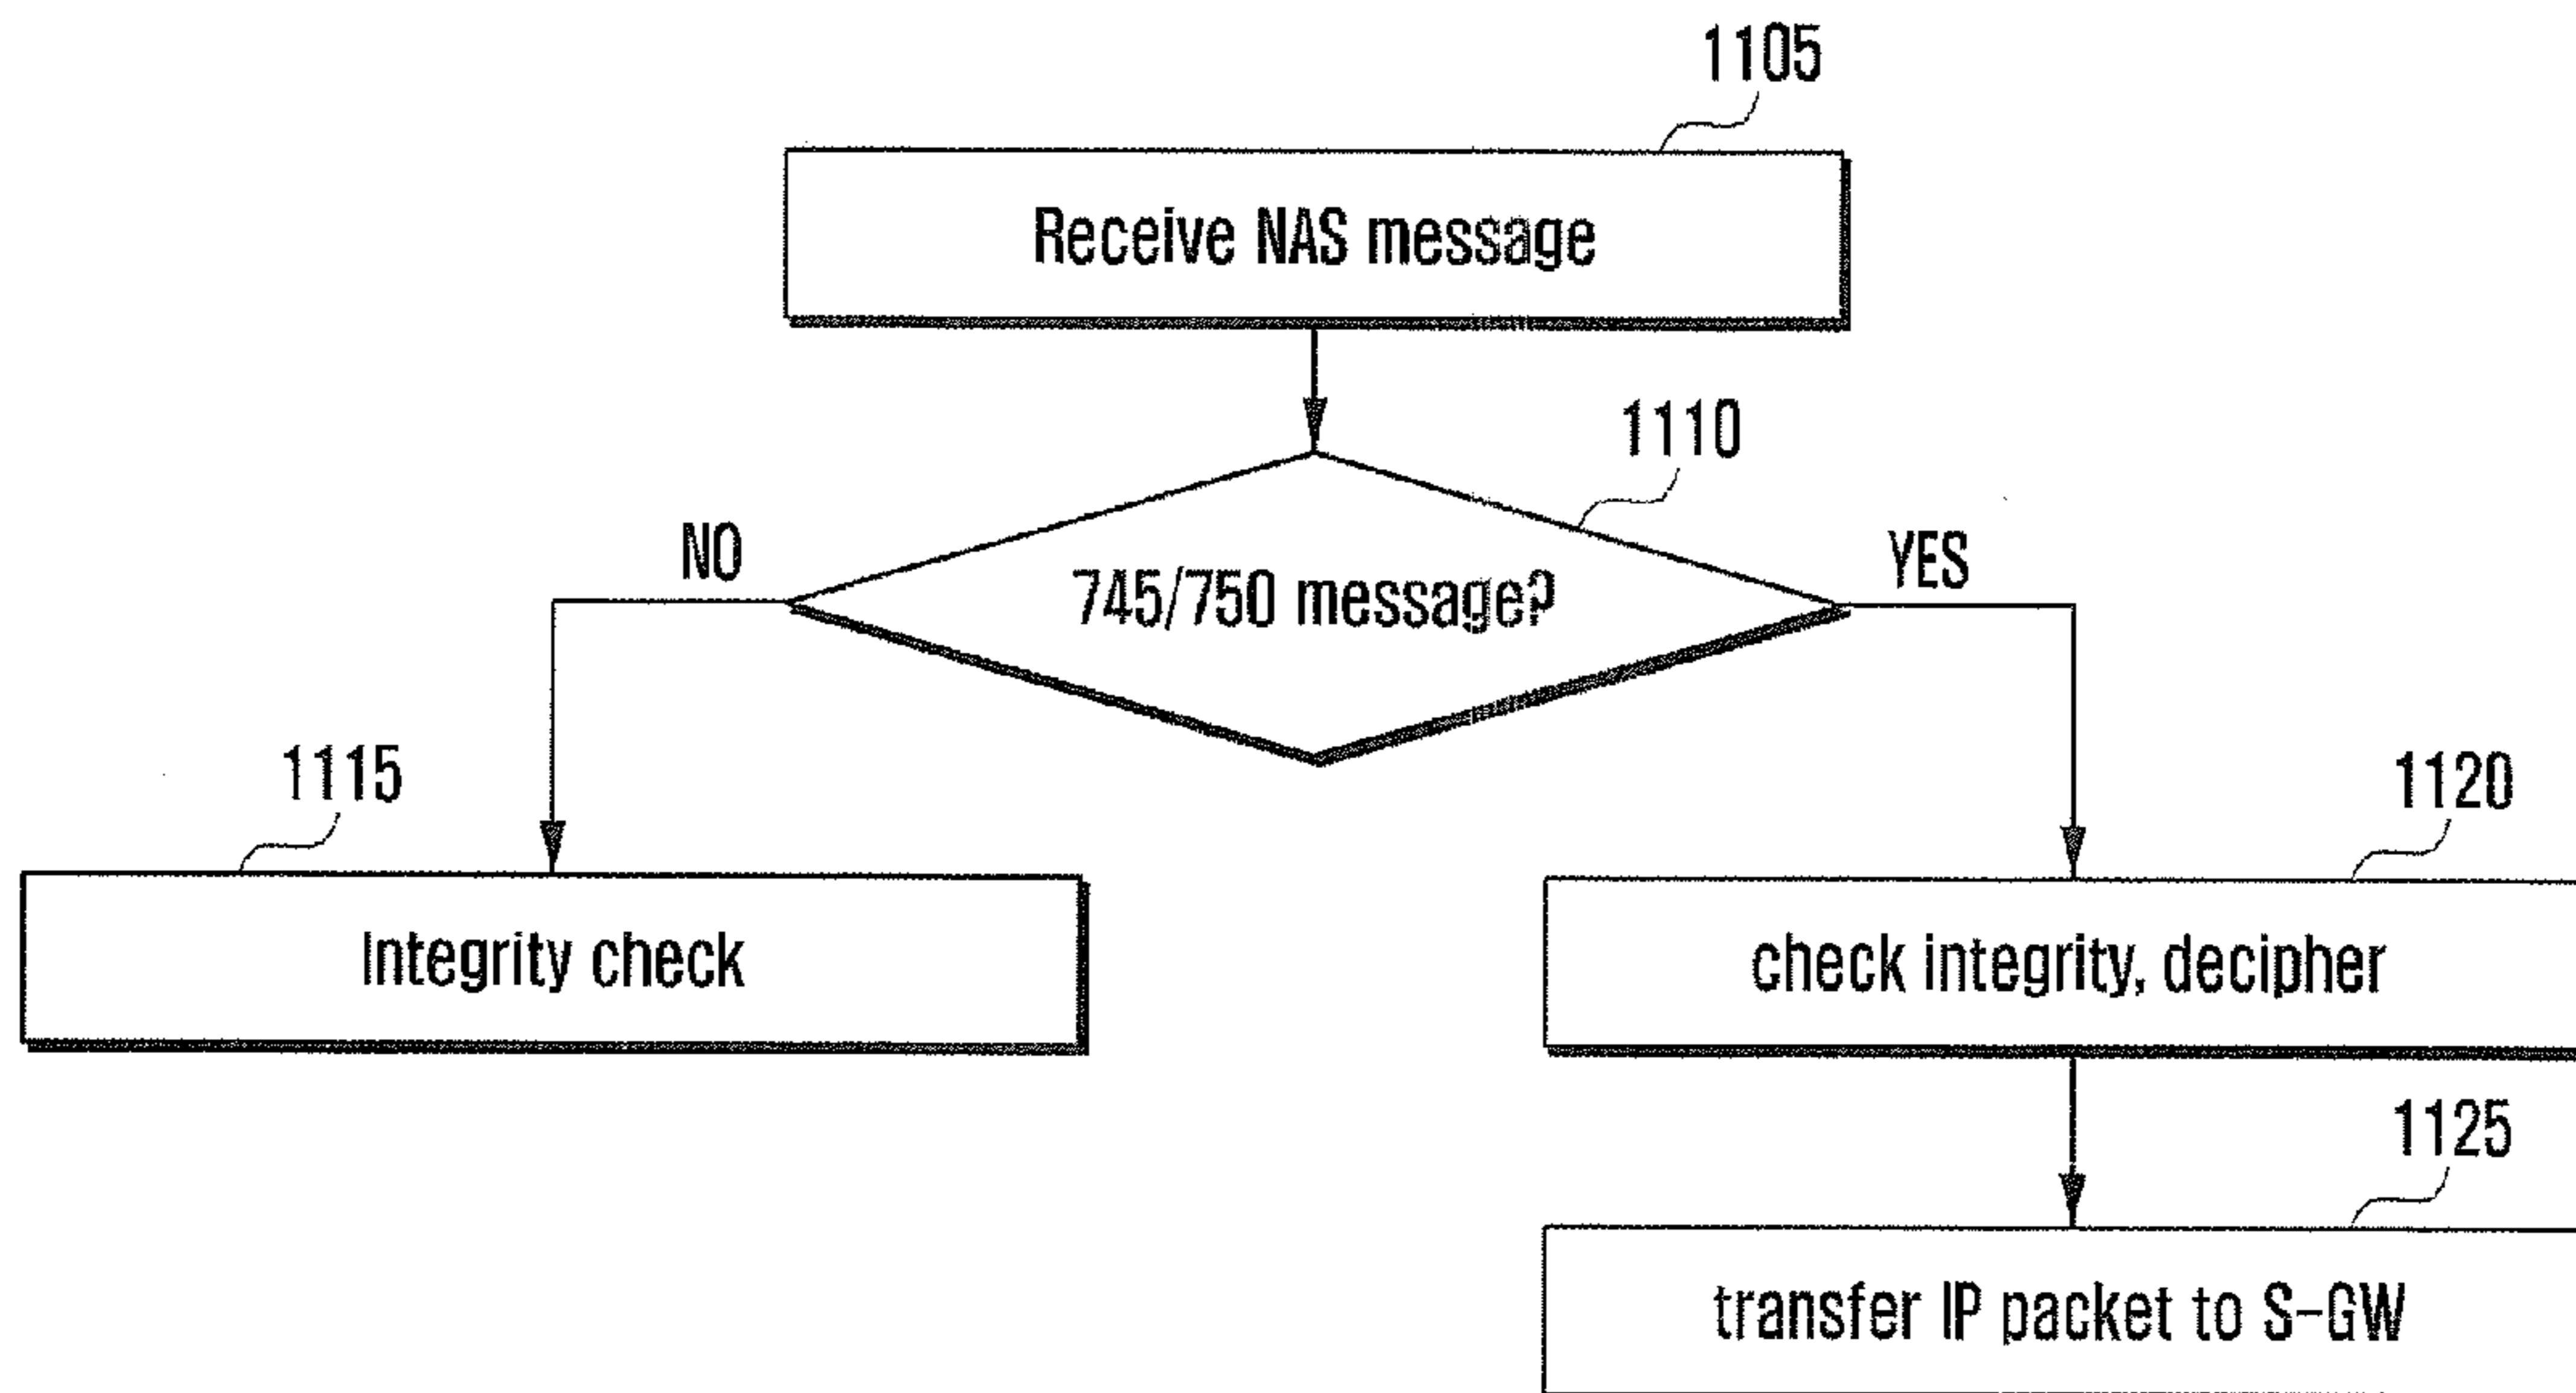 1105
Receive NAS message
1110
NO
745/750 message?
YES
1115
1120
Integrity check
check integrity, decipher
1125
transfer IP packet to S-GW